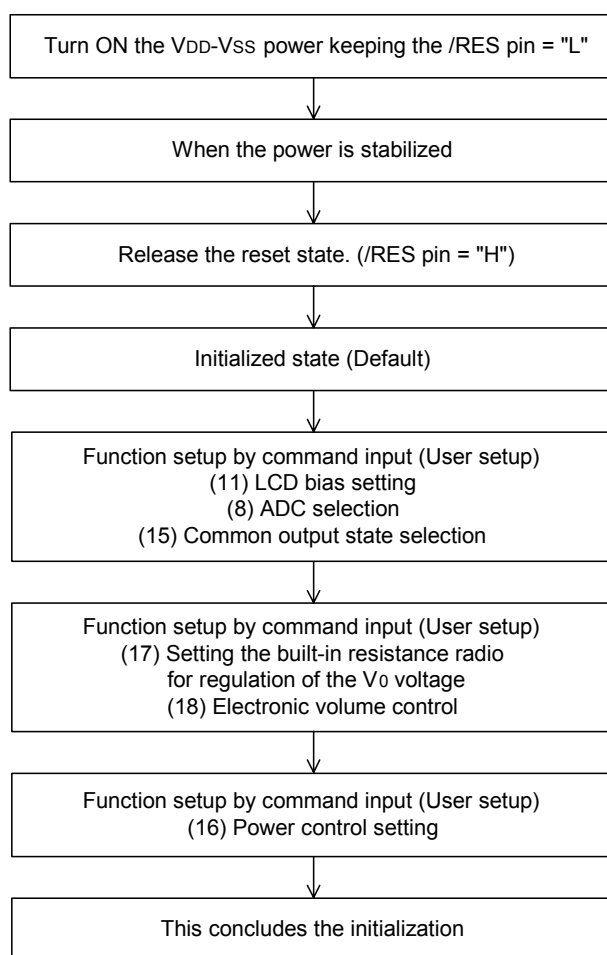 Turn ON the VDD-VSS power keeping the /RES pin = "L"
When the power is stabilized
Release the reset state. (/RES pin = "H")
Initialized state (Default)
Function setup by command input (User setup)
(11) LCD bias setting
(8) ADC selection
(15) Common output state selection
Function setup by command input (User setup)
(17) Setting the built-in resistance radio
for regulation of the V0 voltage
(18) Electronic volume control
Function setup by command input (User setup)
(16) Power control setting
This concludes the initialization